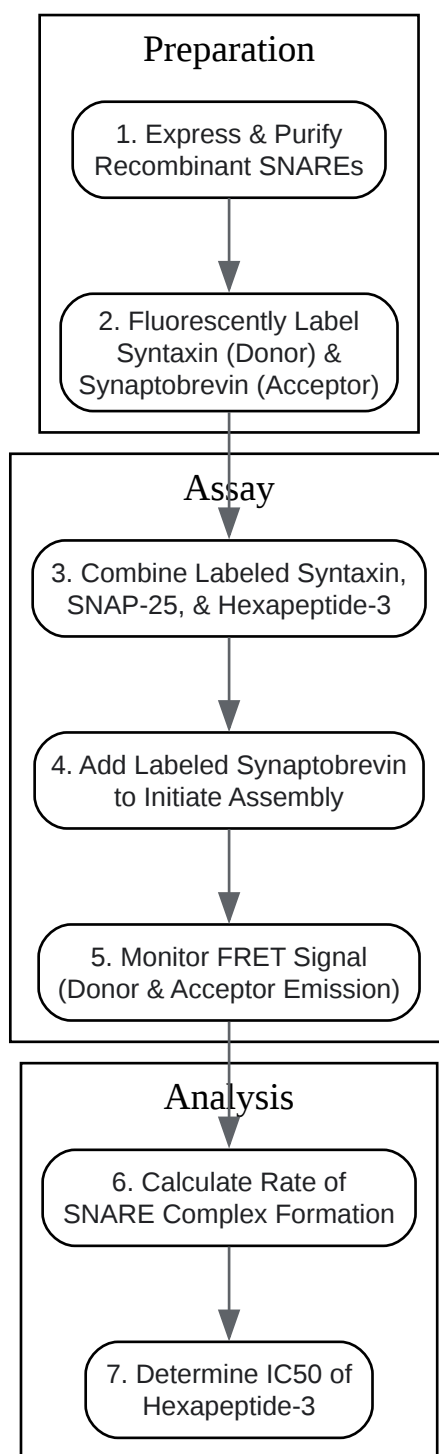 Preparation
1. Express & Purify
Recombinant SNAREs
2. Fluorescently Label
Syntaxin (Donor) &
Synaptobrevin (Acceptor)
Assay
3. Combine Labeled Syntaxin,
SNAP-25, & Hexapeptide-3
4. Add Labeled Synaptobrevin
to Initiate Assembly
5. Monitor FRET Signal
(Donor & Acceptor Emission)
Analysis
6. Calculate Rate of
SNARE Complex Formation
7. Determine IC50 of
Hexapeptide-3